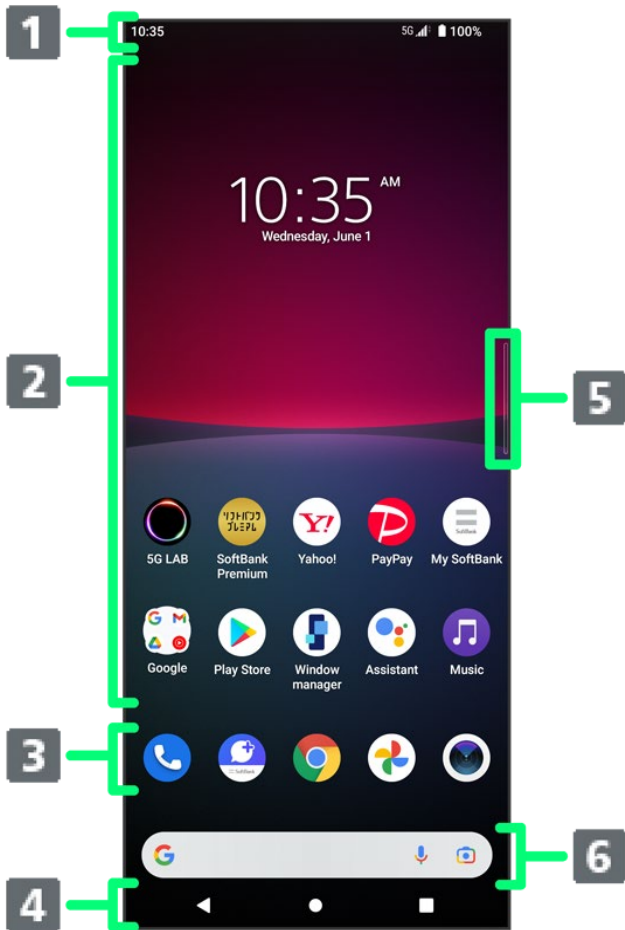 1
10:35
5G
100%
2
10:35 AM
Wednesday, June 1
5
ソフトバンク
プレミアム
Y!
SoftBank
5G LAB
SoftBank
Premium
Yahoo!
PayPay
My SoftBank
G M
Google
Play Store
Window
manager
Assistant
Music
3
SoftBank
G
6
4